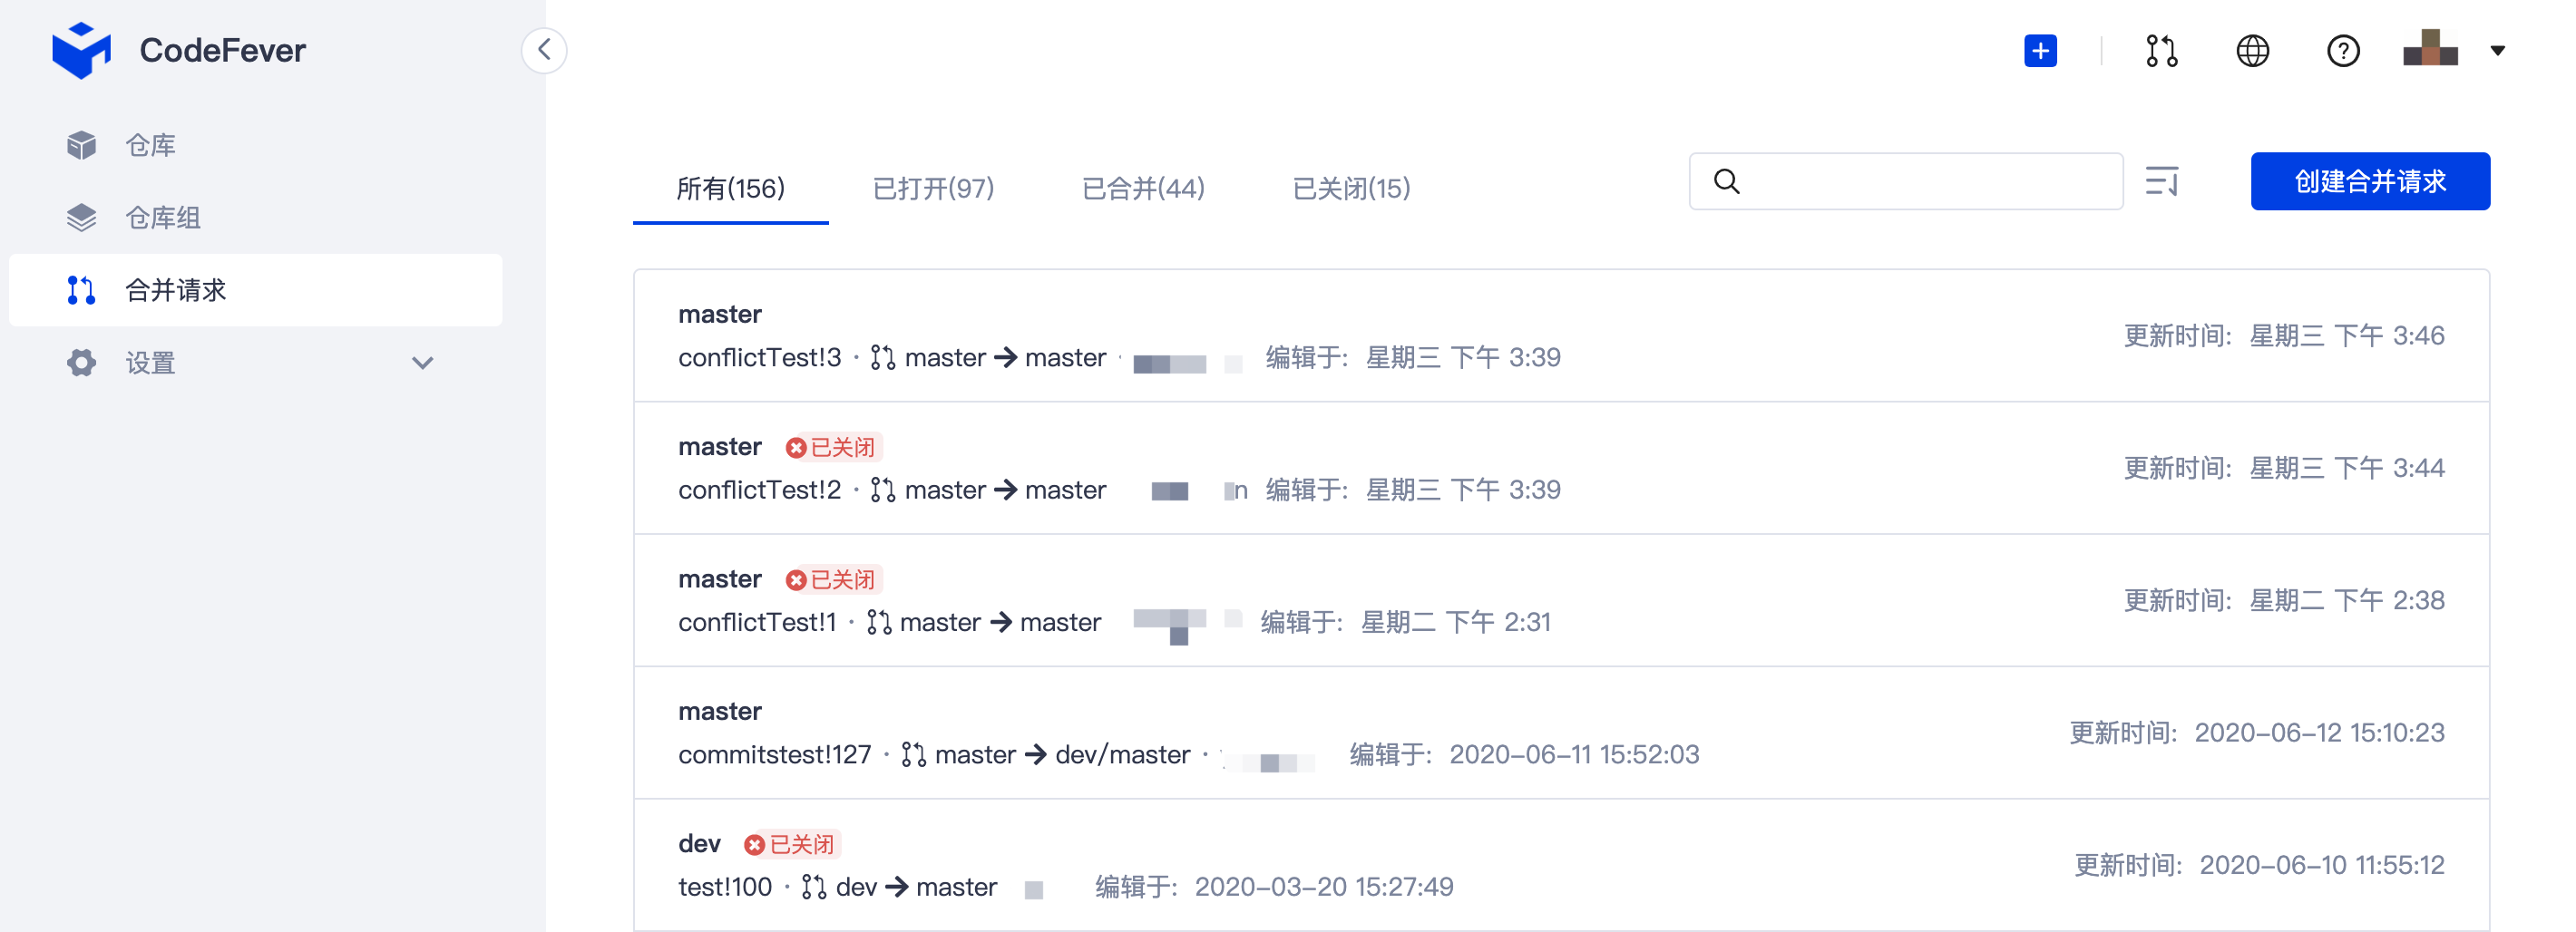 CodeFever
仓库
仓库组
合并请求
设置
所有(156) 已打开(97) 已合并(44) 已关闭(15)
创建合并请求
master
conflictTest!3 · master → master · 编辑于: 星期三 下午 3:39
更新时间: 星期三 下午 3:46
master 已关闭
conflictTest!2 · master → master n 编辑于: 星期三 下午 3:39
更新时间: 星期三 下午 3:44
master 已关闭
conflictTest!1 · master → master 编辑于: 星期二 下午 2:31
更新时间: 星期二 下午 2:38
master
commitstest!127 · master → dev/master · 编辑于: 2020-06-11 15:52:03
更新时间: 2020-06-12 15:10:23
dev 已关闭
test!100 · dev → master 编辑于: 2020-03-20 15:27:49
更新时间: 2020-06-10 11:55:12